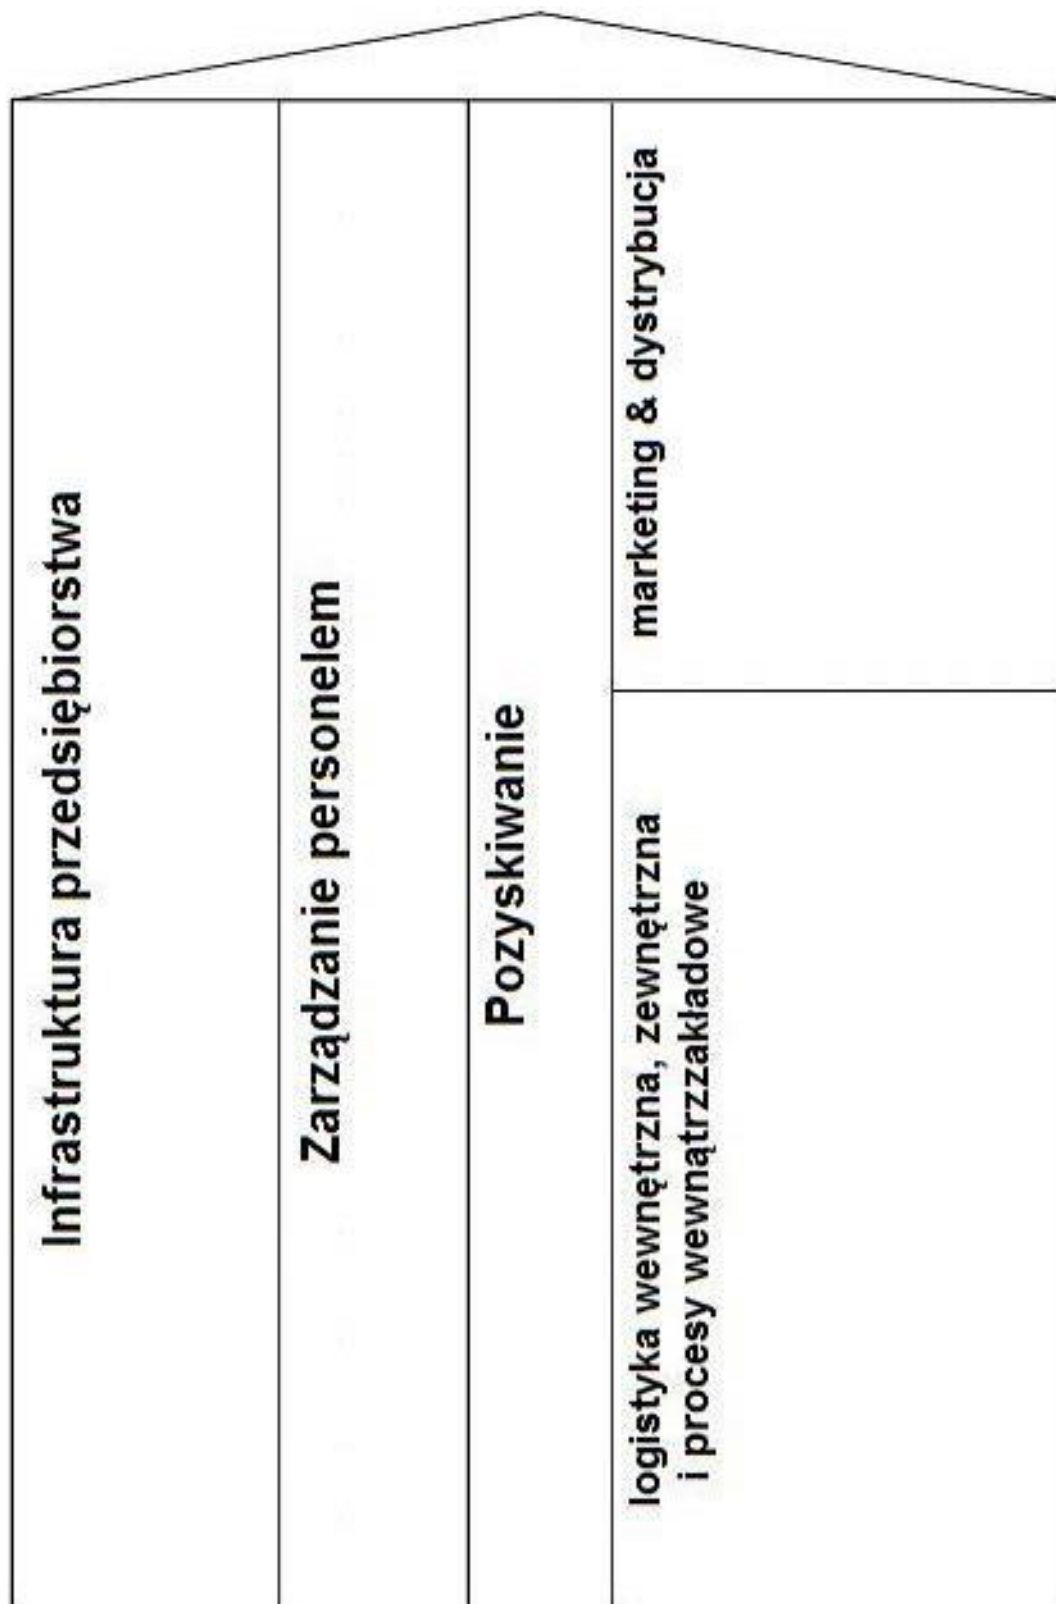 Infrastruktura przedsiębiorstwa
Zarządzanie personelem
Pozyskiwanie
logistyka wewnętrzna, zewnętrzna
i procesy wewnątrzzakładowe
marketing & dystrybucja